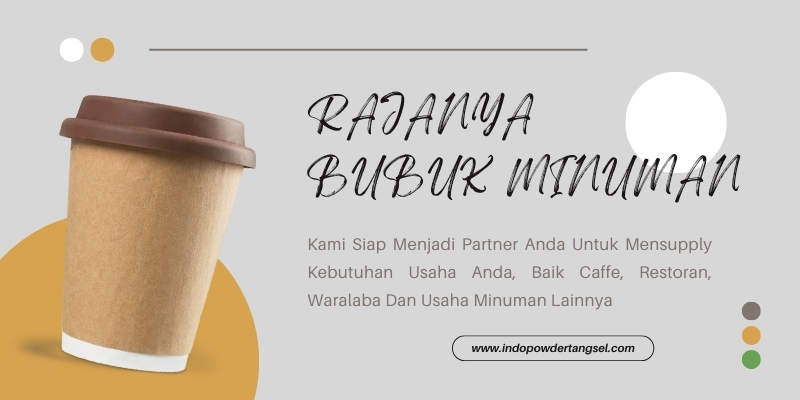 RAJANYA
BUBUK MINUMAN
Kami Siap Menjadi Partner Anda Untuk Mensupply
Kebutuhan Usaha Anda, Baik Caffe, Restoran,
Waralaba Dan Usaha Minuman Lainnya
www.indopowdertangsel.com